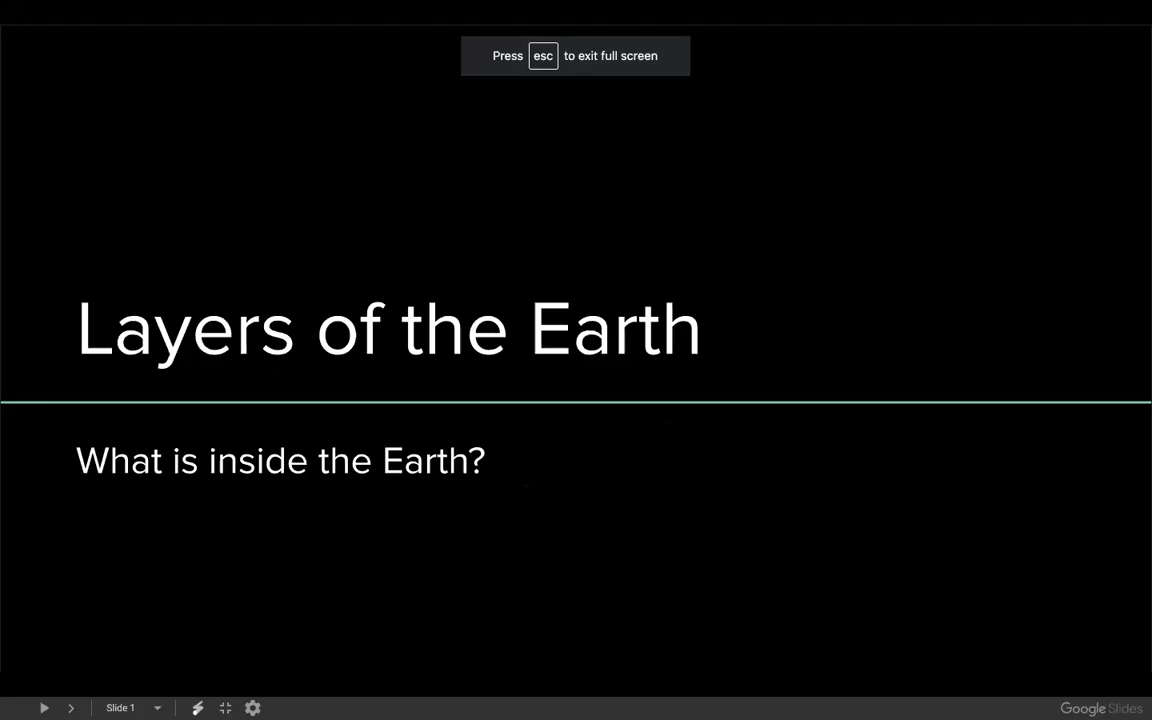 Press esc to exit full screen
Layers of the Earth
What is inside the Earth?
Slide 1
Google Slides